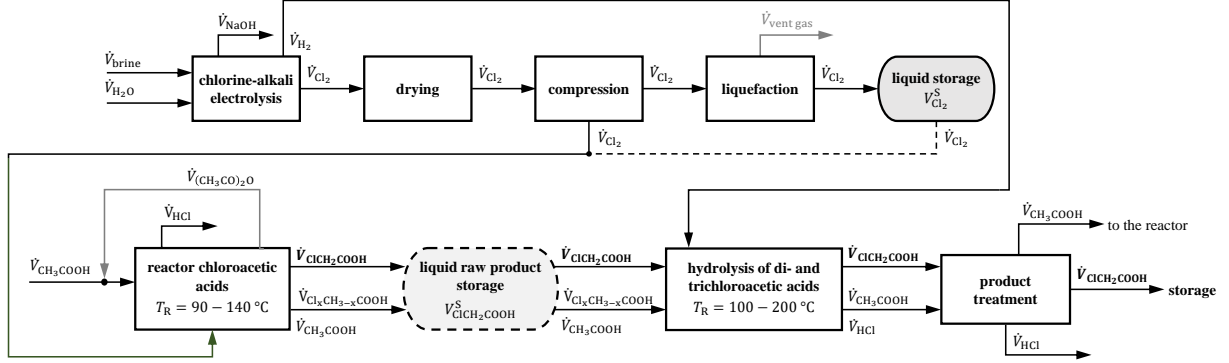 V̇NaOH
V̇H₂
V̇vent gas
V̇brine
V̇H₂O
chlorine-alkali
electrolysis
V̇Cl₂
drying
V̇Cl₂
compression
V̇Cl₂
liquefaction
V̇Cl₂
liquid storage
VˢCl₂
V̇Cl₂
V̇Cl₂
V̇(CH₃CO)₂O
V̇HCl
V̇CH₃COOH
reactor chloroacetic
acids
T_R = 90 − 140 °C
V̇ClCH₂COOH
V̇ClₓCH₃₋ₓCOOH
V̇CH₃COOH
liquid raw product
storage
VˢClCH₂COOH
V̇ClCH₂COOH
V̇ClₓCH₃₋ₓCOOH
V̇CH₃COOH
hydrolysis of di- and
trichloroacetic acids
T_R = 100 − 200 °C
V̇ClCH₂COOH
V̇CH₃COOH
V̇HCl
V̇CH₃COOH
to the reactor
product
treatment
V̇ClCH₂COOH
storage
V̇HCl